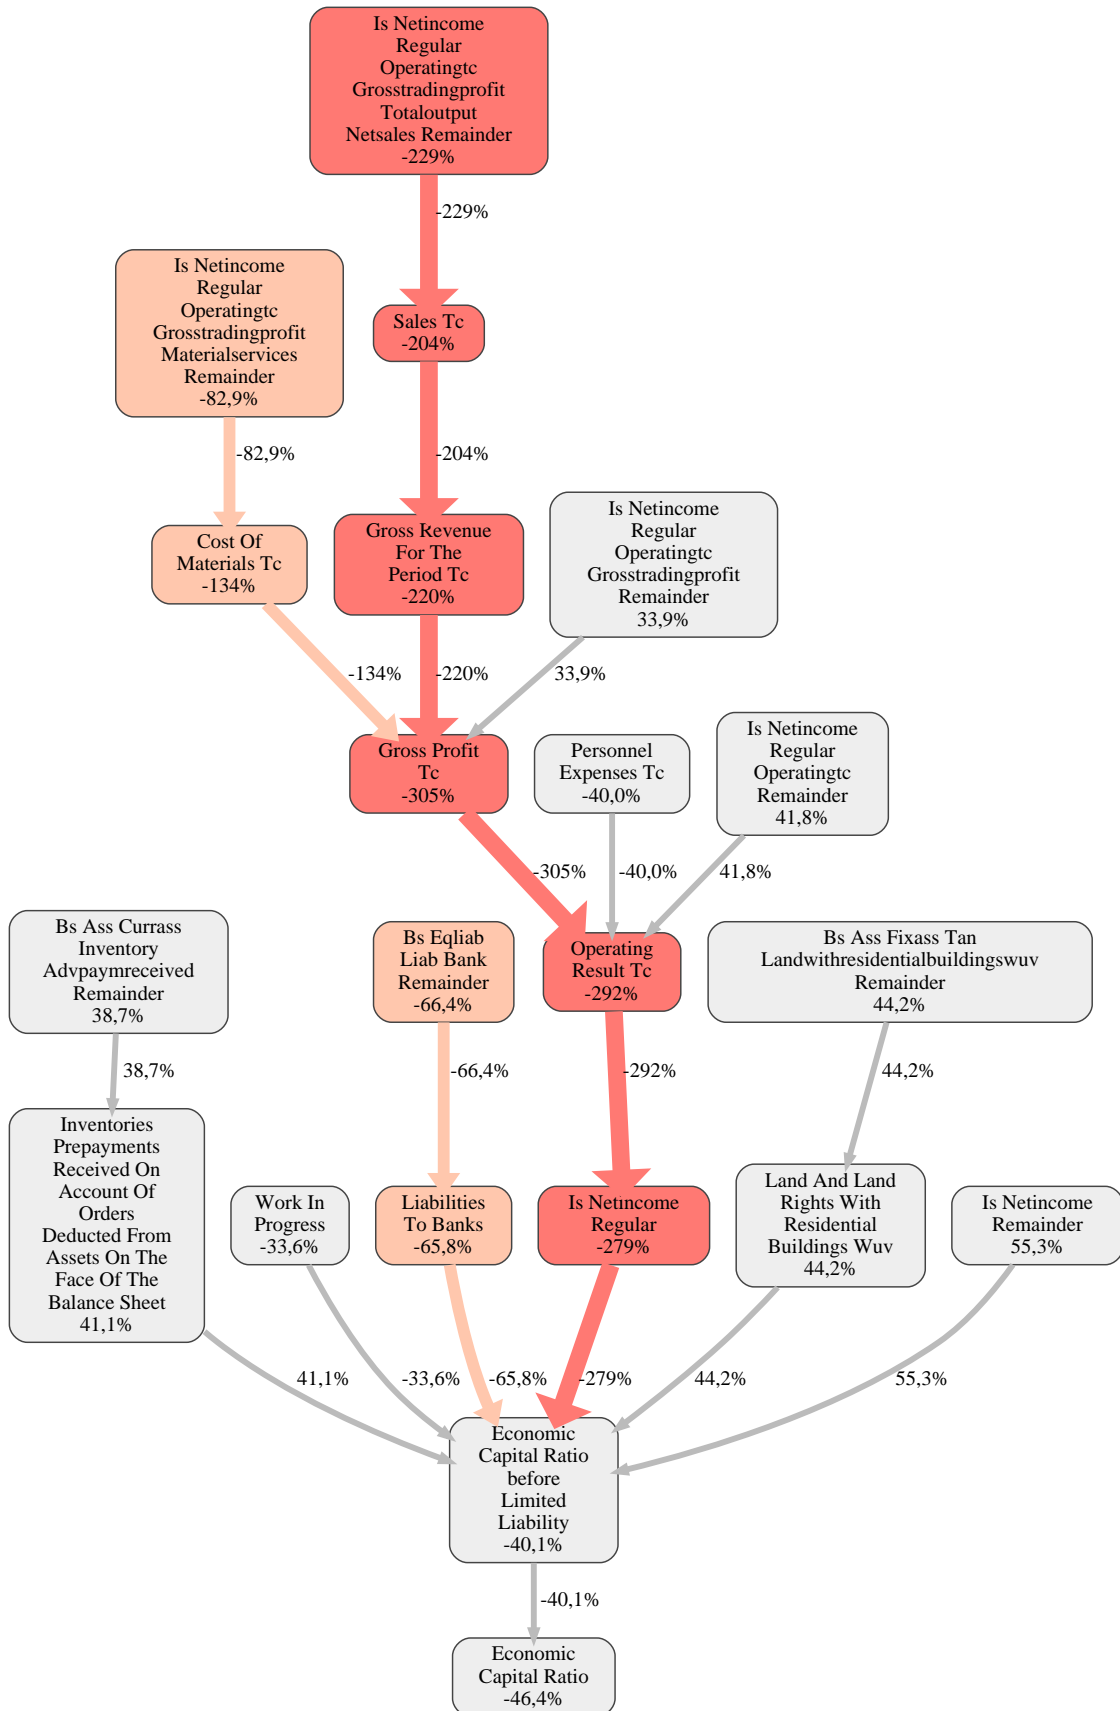 Is Netincome
Regular
Operatingtc
Grosstradingprofit
Totaloutput
Netsales Remainder
-229%
-229%
Is Netincome
Regular
Operatingtc
Grosstradingprofit
Materialservices
Remainder
-82,9%
Sales Tc
-204%
-82,9%
-204%
Is Netincome
Regular
Operatingtc
Grosstradingprofit
Remainder
33,9%
Cost Of
Materials Tc
-134%
Gross Revenue
For The
Period Tc
-220%
-134%
-220%
33,9%
Gross Profit
Tc
-305%
Personnel
Expenses Tc
-40,0%
Is Netincome
Regular
Operatingtc
Remainder
41,8%
-305%
-40,0%
41,8%
Bs Ass Currass
Inventory
Advpaymreceived
Remainder
38,7%
Bs Eqliab
Liab Bank
Remainder
-66,4%
Operating
Result Tc
-292%
Bs Ass Fixass Tan
Landwithresidentialbuildingswuv
Remainder
44,2%
38,7%
-66,4%
-292%
44,2%
Inventories
Prepayments
Received On
Account Of
Orders
Deducted From
Assets On The
Face Of The
Balance Sheet
41,1%
Work In
Progress
-33,6%
Liabilities
To Banks
-65,8%
Is Netincome
Regular
-279%
Land And Land
Rights With
Residential
Buildings Wuv
44,2%
Is Netincome
Remainder
55,3%
41,1%
-33,6%
-65,8%
-279%
44,2%
55,3%
Economic
Capital Ratio
before
Limited
Liability
-40,1%
-40,1%
Economic
Capital Ratio
-46,4%